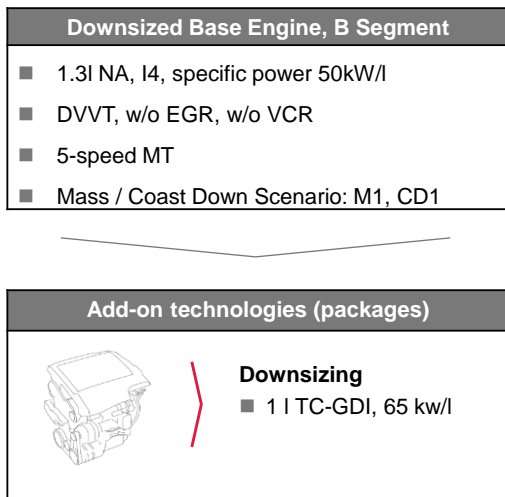 Downsized Base Engine, B Segment
1.3l NA, I4, specific power 50kW/l
DVVT, w/o EGR, w/o VCR
5-speed MT
Mass / Coast Down Scenario: M1, CD1
Add-on technologies (packages)
Downsizing
1 l TC-GDI, 65 kw/l